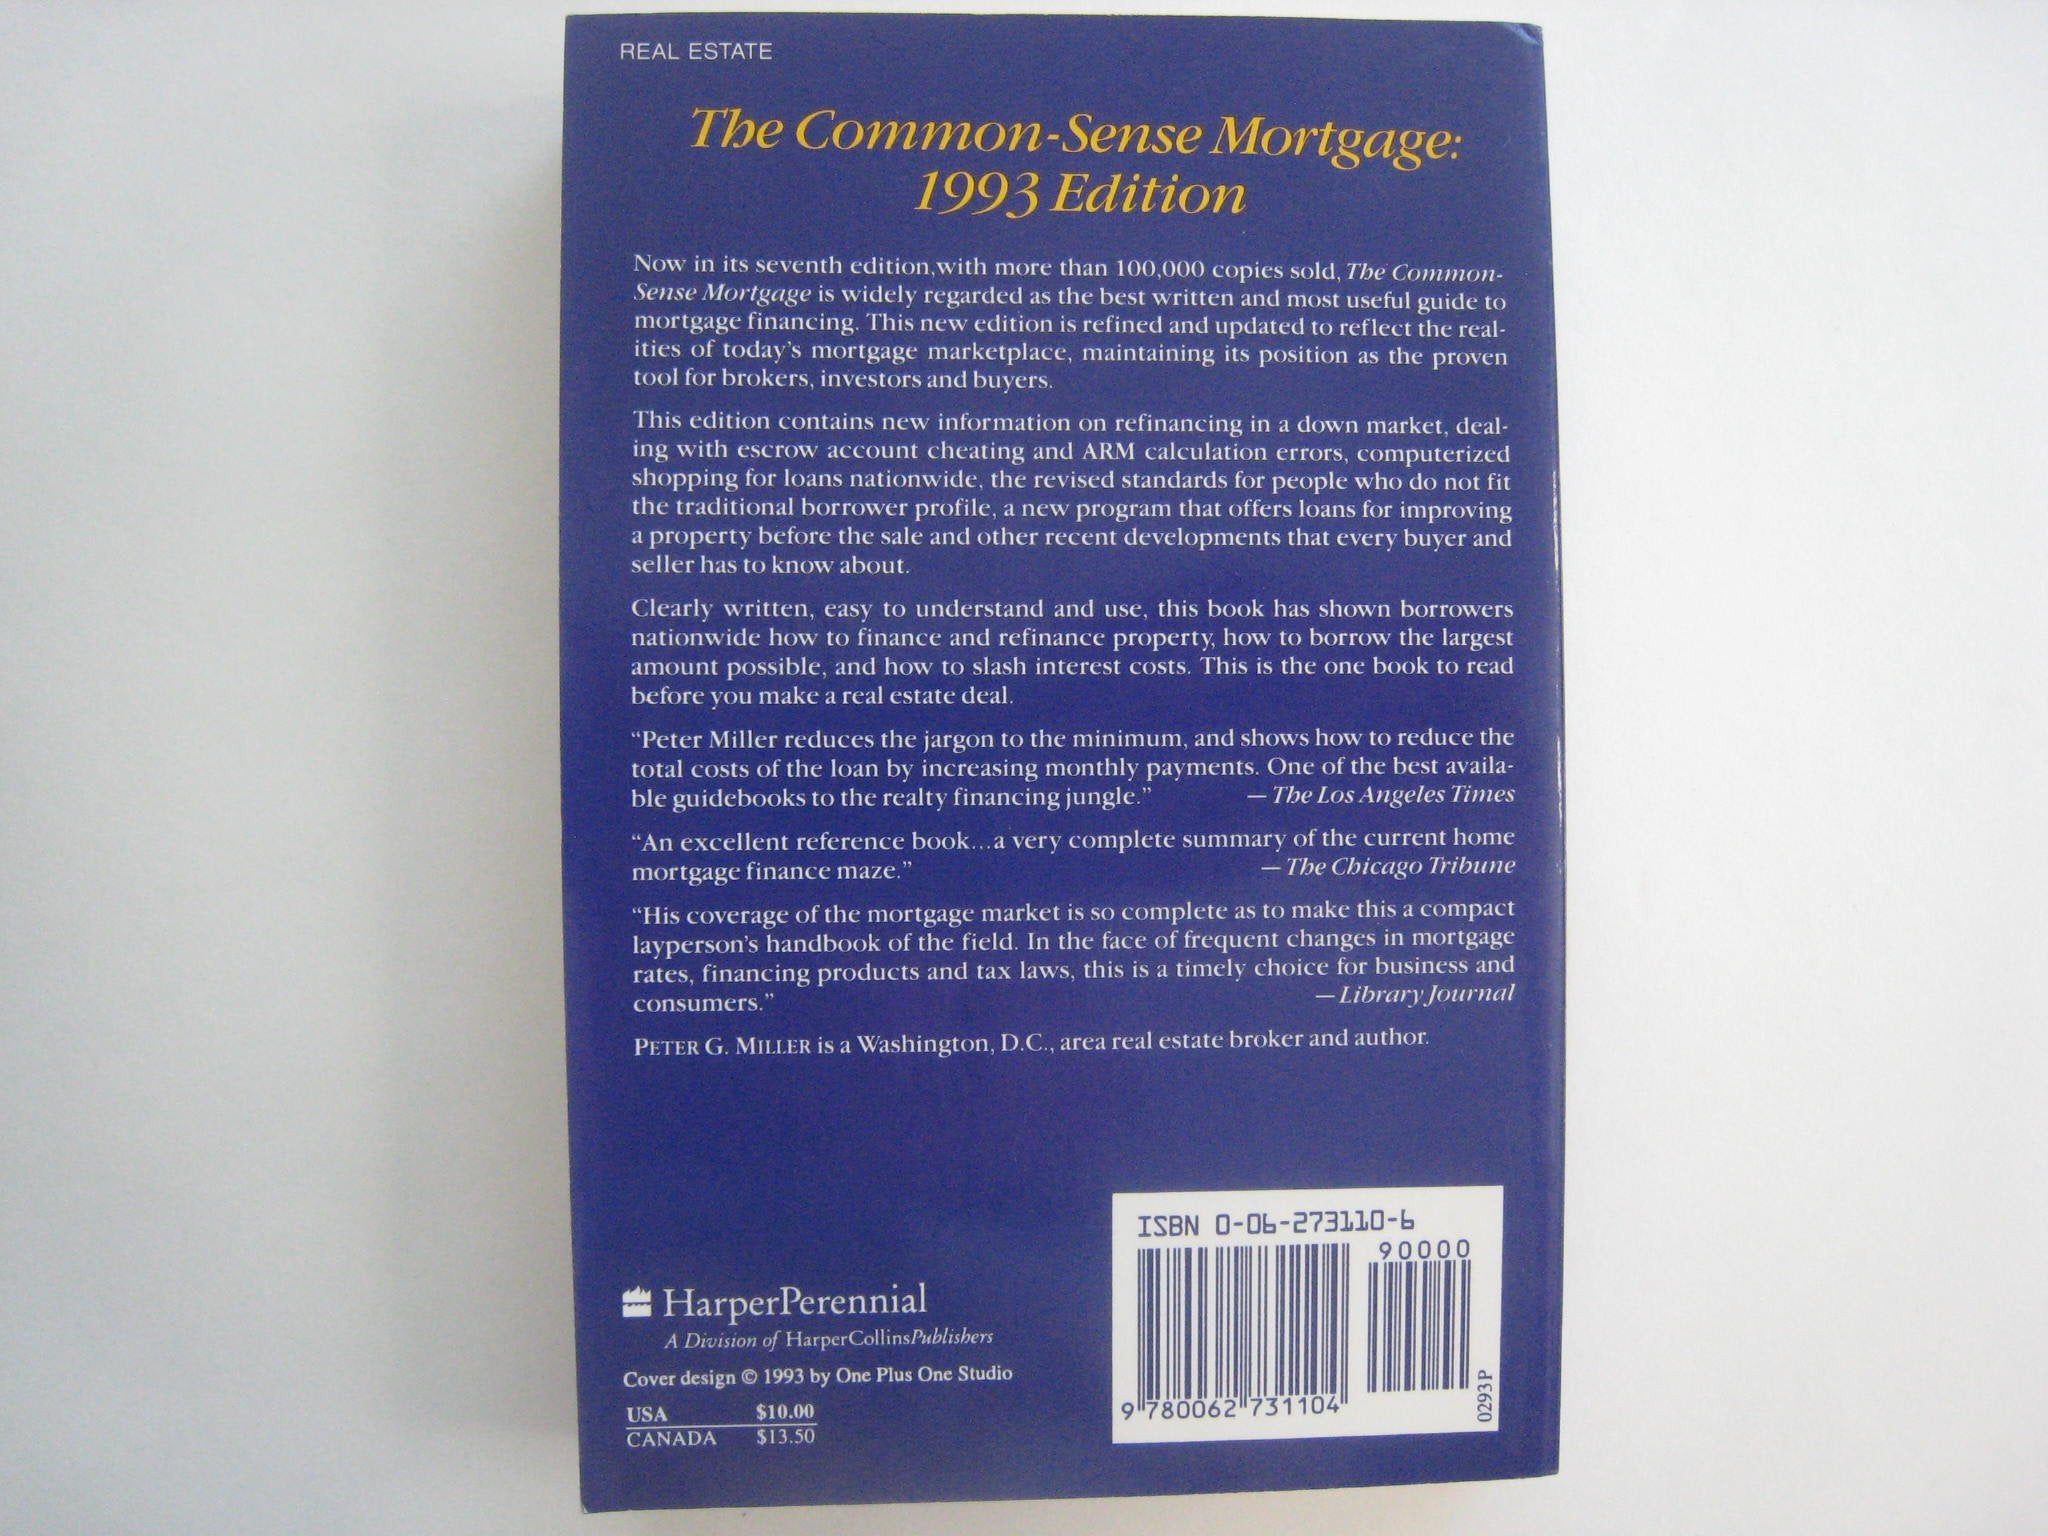 REAL ESTATE
The Common-Sense Mortgage:
1993 Edition
Now in its seventh edition,with more than 100,000 copies sold, The Common-
Sense Mortgage is widely regarded as the best written and most useful guide to
mortgage financing. This new edition is refined and updated to reflect the real-
ities of today's mortgage marketplace, maintaining its position as the proven
tool for brokers, investors and buyers.
This edition contains new information on refinancing in a down market, deal-
ing with escrow account cheating and ARM calculation errors, computerized
shopping for loans nationwide, the revised standards for people who do not fit
the traditional borrower profile, a new program that offers loans for improving
a property before the sale and other recent developments that every buyer and
seller has to know about.
Clearly written, easy to understand and use, this book has shown borrowers
nationwide how to finance and refinance property, how to borrow the largest
amount possible, and how to slash interest costs. This is the one book to read
before you make a real estate deal.
“Peter Miller reduces the jargon to the minimum, and shows how to reduce the
total costs of the loan by increasing monthly payments. One of the best availa-
ble guidebooks to the realty financing jungle.” — The Los Angeles Times
“An excellent reference book...a very complete summary of the current home
mortgage finance maze.” — The Chicago Tribune
“His coverage of the mortgage market is so complete as to make this a compact
layperson's handbook of the field. In the face of frequent changes in mortgage
rates, financing products and tax laws, this is a timely choice for business and
consumers.” — Library Journal
PETER G. MILLER is a Washington, D.C., area real estate broker and author.
HarperPerennial
A Division of HarperCollinsPublishers
Cover design © 1993 by One Plus One Studio
USA $10.00
CANADA $13.50
ISBN 0-06-273110-6
90000
9 780062 731104
0293P